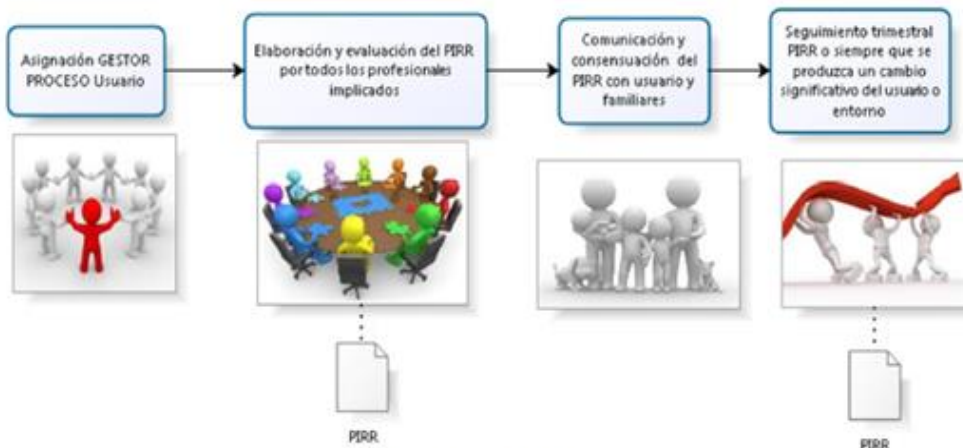 Asignación GESTOR
PROCESO Usuario
Elaboración y evaluación del PIRR
por todos los profesionales
implicados
Comunicación y
consensuación del
PIRR con usuario y
familiares
Seguimiento trimestral
PIRR o siempre que se
produzca un cambio
significativo del usuario o
entorno
PIRR
PIRR